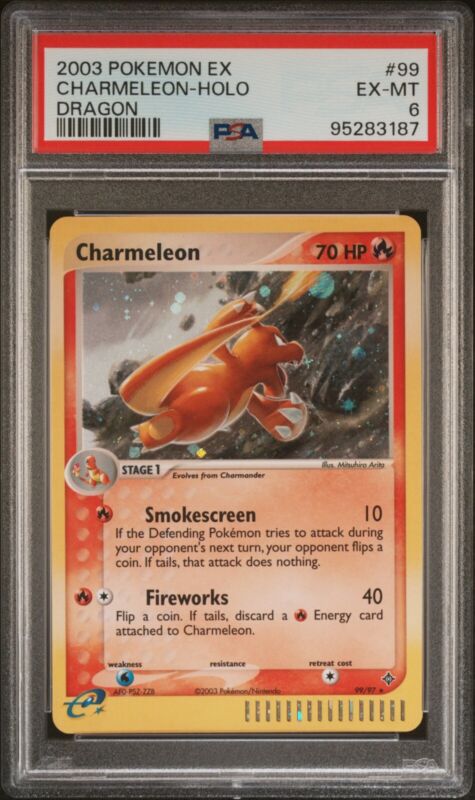 2003 POKEMON EX #99
CHARMELEON-HOLO EX-MT
DRAGON 6
PSA 95283187
Charmeleon 70 HP
Illus. Mitsuhiro Arita
STAGE 1
Evolves from Charmander
Smokescreen 10
If the Defending Pokémon tries to attack during
your opponent's next turn, your opponent flips a
coin. If tails, that attack does nothing.
Fireworks 40
Flip a coin. If tails, discard a Energy card
attached to Charmeleon.
weakness resistance retreat cost
©2003 Pokémon/Nintendo 99/97
e